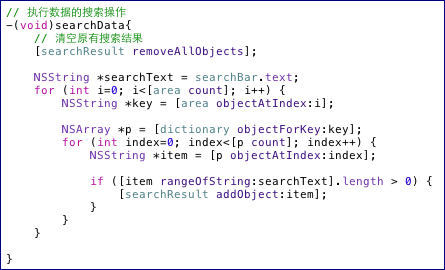 // 执行数据的搜索操作
-(void)searchData{
    // 清空原有搜索结果
    [searchResult removeAllObjects];

    NSString *searchText = searchBar.text;
    for (int i=0; i<[area count]; i++) {
        NSString *key = [area objectAtIndex:i];

        NSArray *p = [dictionary objectForKey:key];
        for (int index=0; index<[p count]; index++) {
            NSString *item = [p objectAtIndex:index];

            if ([item rangeOfString:searchText].length > 0) {
                [searchResult addObject:item];
            }
        }
    }

}